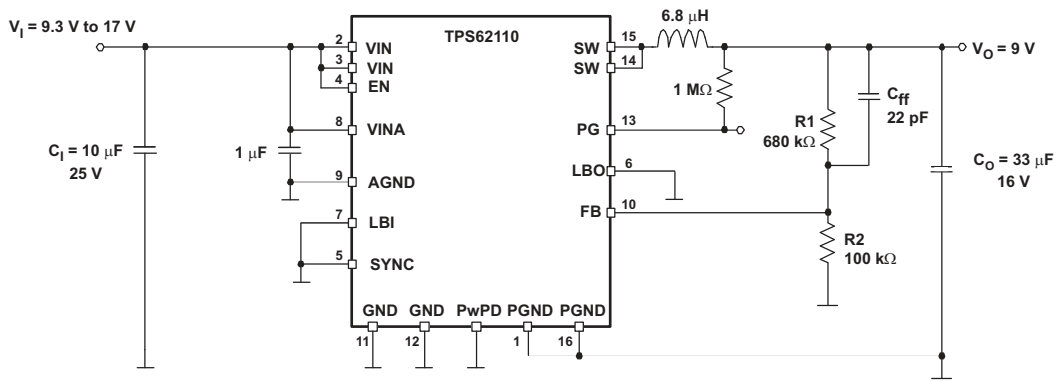 V_I = 9.3 V to 17 V
TPS62110
6.8 μH
V_O = 9 V
2 VIN
3 VIN
4 EN
8 VINA
9 AGND
7 LBI
5 SYNC
SW 15
SW 14
PG 13
LBO 6
FB 10
1 MΩ
C_ff
22 pF
R1
680 kΩ
C_I = 10 μF
25 V
1 μF
C_O = 33 μF
16 V
R2
100 kΩ
GND GND PwPD PGND PGND
11 12 1 16